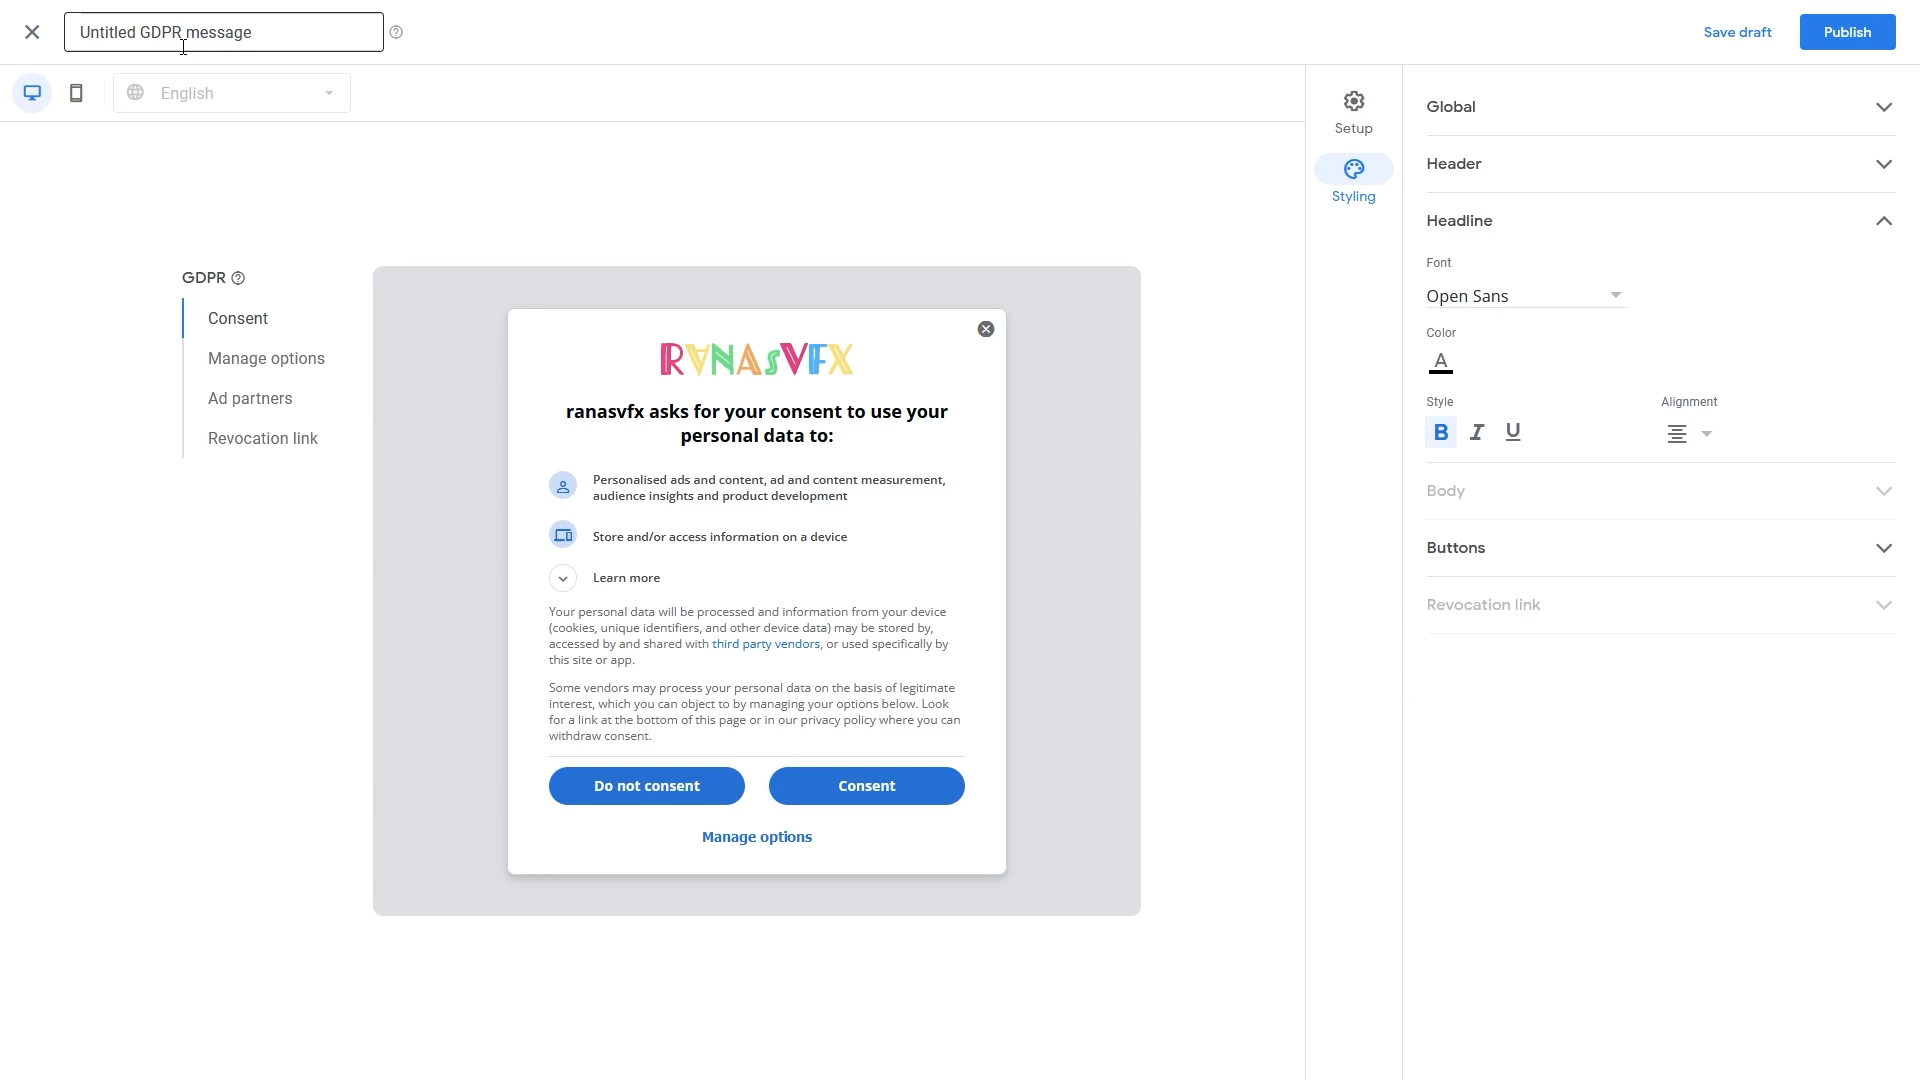 Untitled GDPR message
Save draft
Publish
English
Setup
Styling
Global
Header
Headline
Font
Open Sans
Color
A
Style
Alignment
B I U
Body
Buttons
Revocation link
GDPR
Consent
Manage options
Ad partners
Revocation link
RANASVFX
ranasvfx asks for your consent to use your
personal data to:
Personalised ads and content, ad and content measurement,
audience insights and product development
Store and/or access information on a device
Learn more
Your personal data will be processed and information from your device
(cookies, unique identifiers, and other device data) may be stored by,
accessed by and shared with third party vendors, or used specifically by
this site or app.
Some vendors may process your personal data on the basis of legitimate
interest, which you can object to by managing your options below. Look
for a link at the bottom of this page or in our privacy policy where you can
withdraw consent.
Do not consent
Consent
Manage options